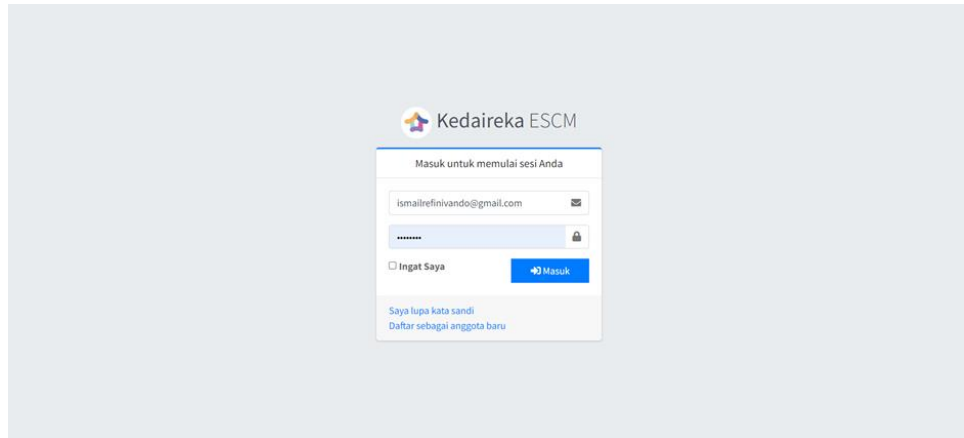 Kedaireka ESCM
Masuk untuk memulai sesi Anda
ismailrefinivando@gmail.com
••••••••
Ingat Saya
Masuk
Saya lupa kata sandi
Daftar sebagai anggota baru